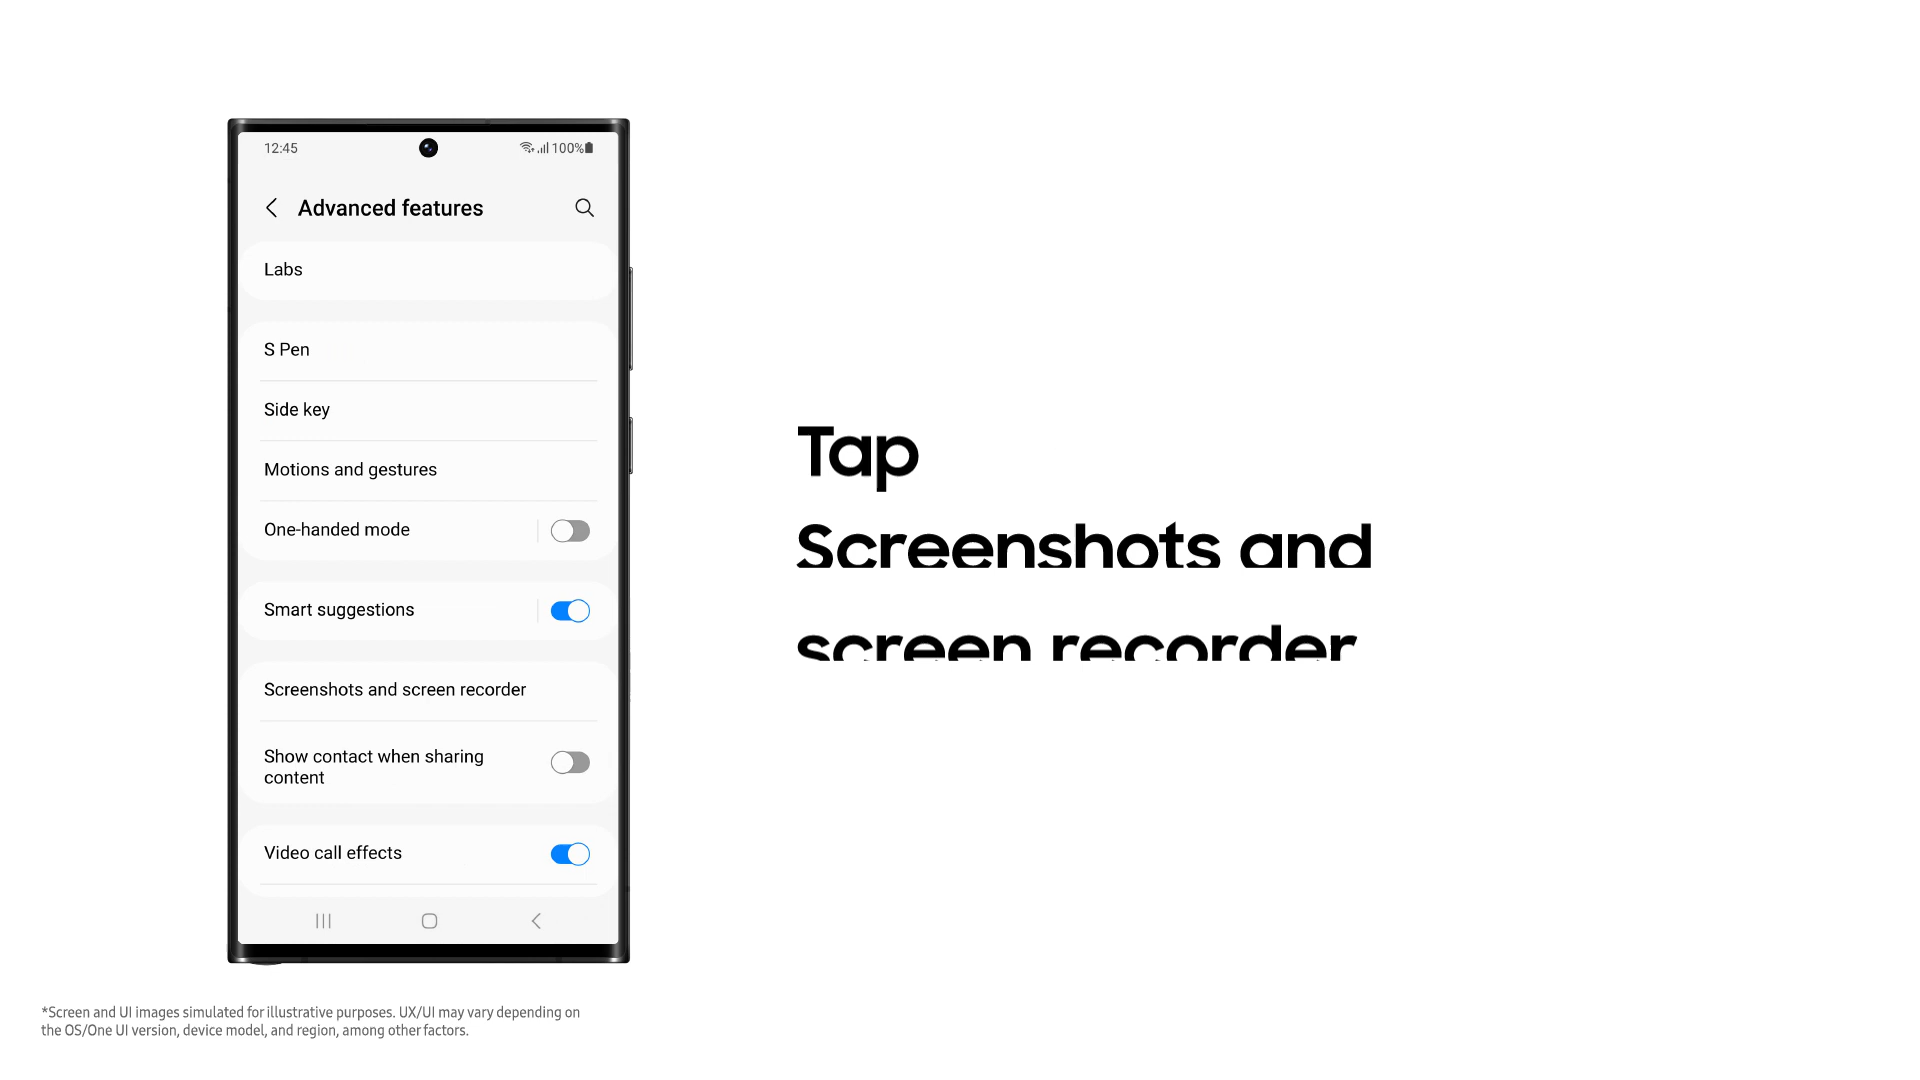 12:45
100%
Advanced features
Labs
S Pen
Side key
Motions and gestures
One-handed mode
Smart suggestions
Screenshots and screen recorder
Show contact when sharing
content
Video call effects
Tap
Screenshots and
screen recorder
*Screen and UI images simulated for illustrative purposes. UX/UI may vary depending on
the OS/One UI version, device model, and region, among other factors.